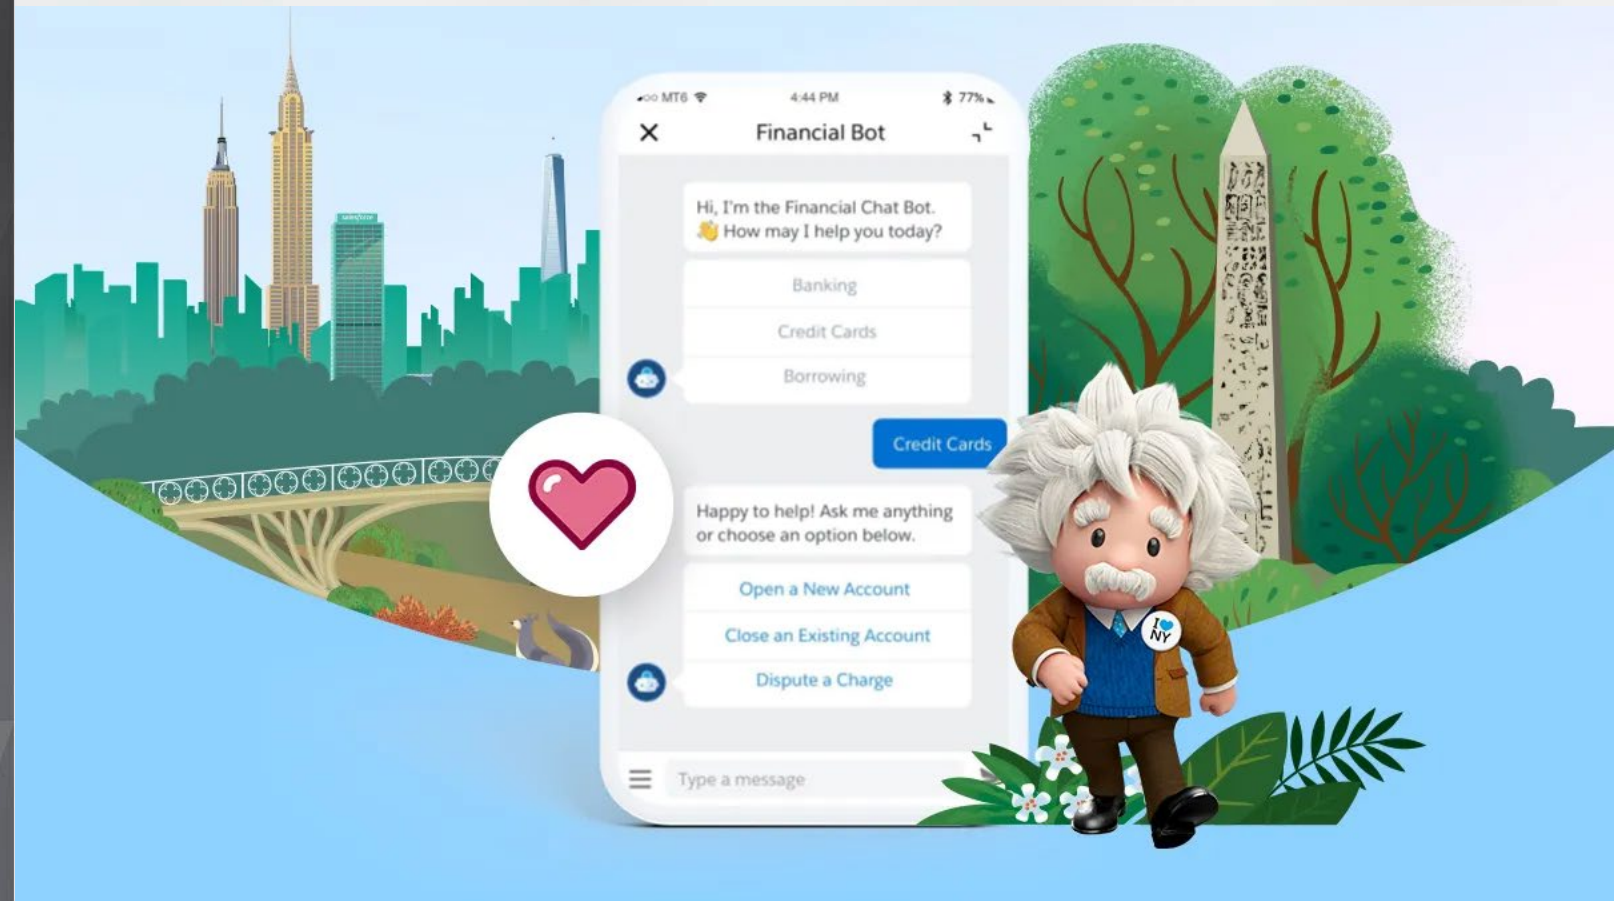 salesforce
MT6
4:44 PM
77%
Financial Bot
Hi, I'm the Financial Chat Bot.
👋 How may I help you today?
Banking
Credit Cards
Borrowing
Credit Cards
Happy to help! Ask me anything
or choose an option below.
Open a New Account
Close an Existing Account
Dispute a Charge
I
NY
Type a message